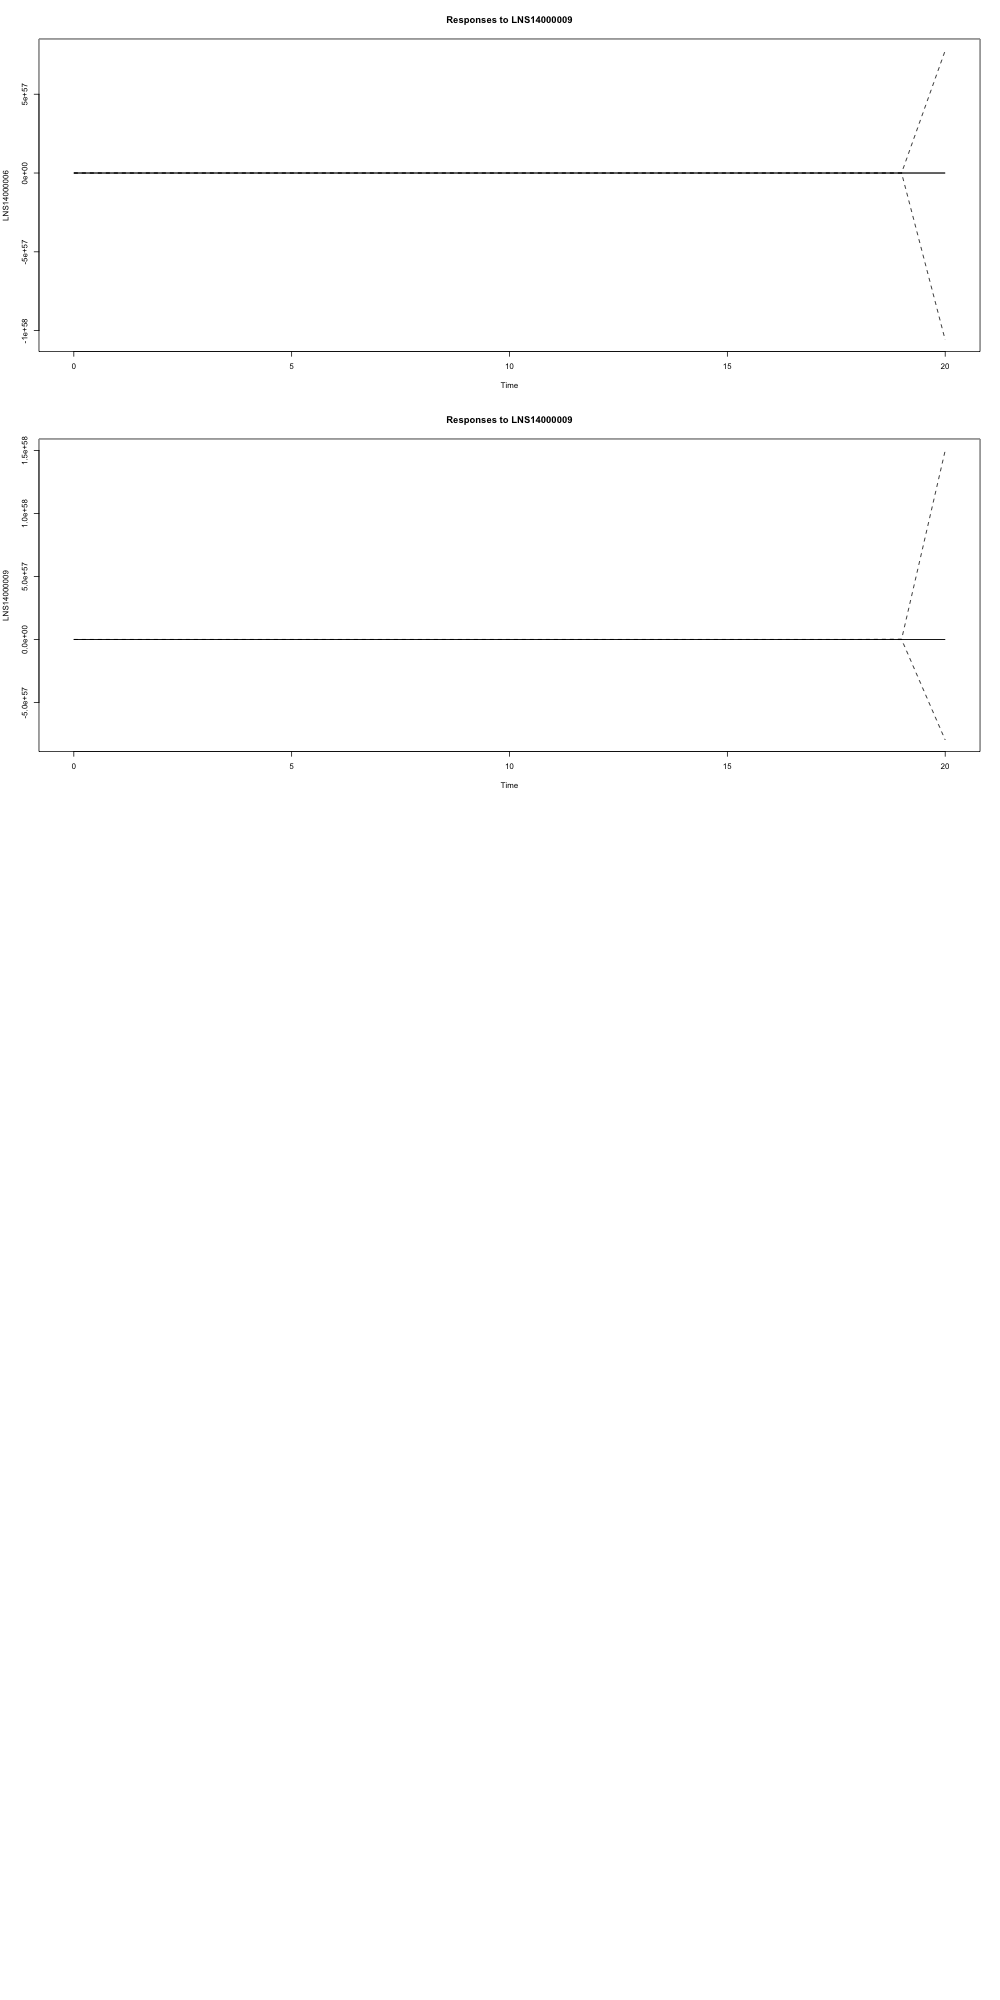 Responses to LNS14000009
LNS14000006
5e+57
0e+00
-5e+57
-1e+58
0 5 10 15 20
Time
Responses to LNS14000009
LNS14000009
1.5e+58
1.0e+58
5.0e+57
0.0e+00
-5.0e+57
0 5 10 15 20
Time